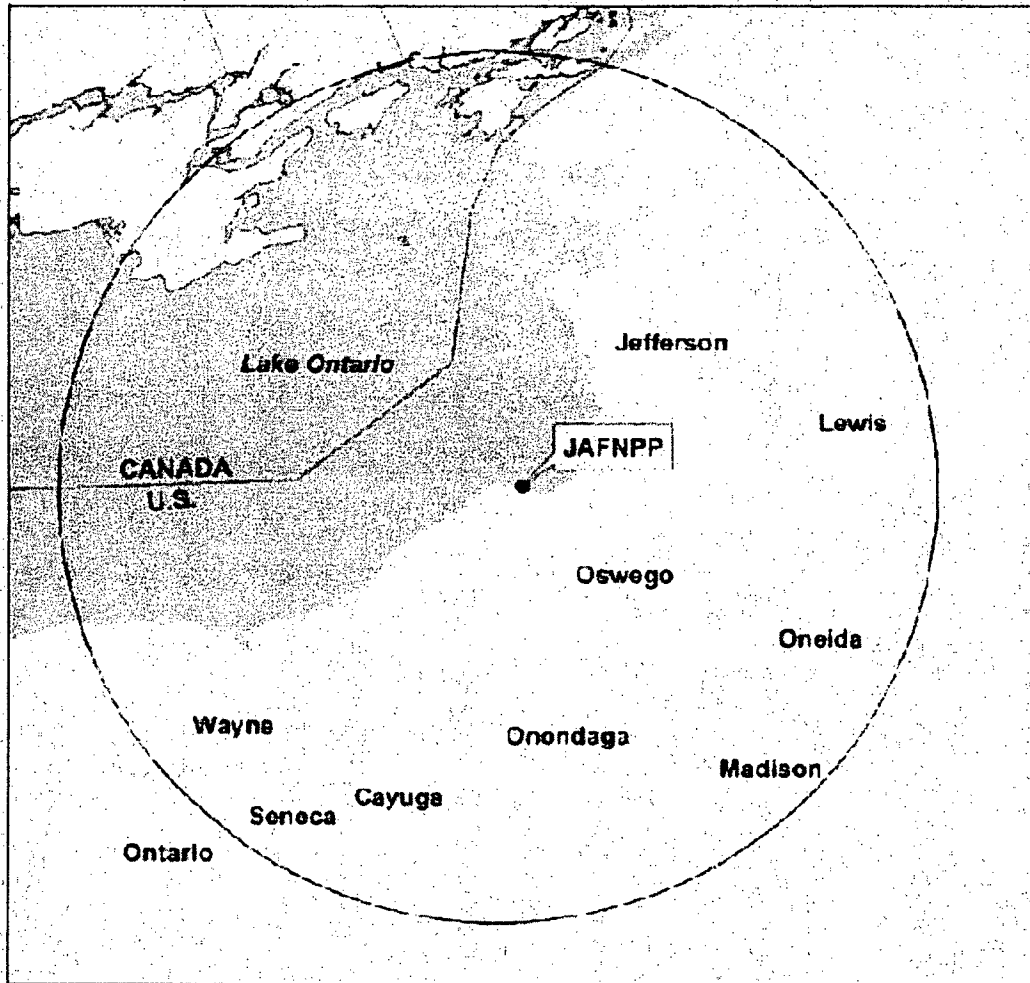 Jefferson
Lake Ontario
Lewis
JAFNPP
CANADA
U.S.
Oswego
Oneida
Wayne
Onondaga
Madison
Cayuga
Seneca
Ontario